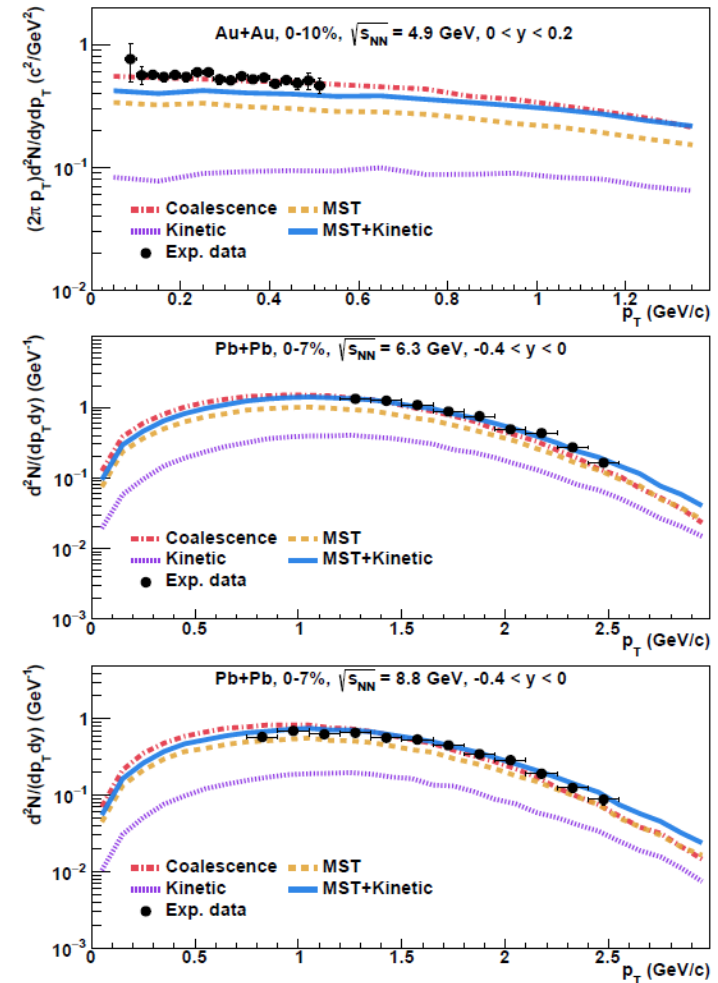 Au+Au, 0-10%, √s_NN = 4.9 GeV, 0 < y < 0.2
(2π p_T)d²N/dydp_T (c²/GeV²)
1
10⁻¹
10⁻²
Coalescence MST
Kinetic MST+Kinetic
Exp. data
0 0.2 0.4 0.6 0.8 1 1.2
p_T (GeV/c)
Pb+Pb, 0-7%, √s_NN = 6.3 GeV, -0.4 < y < 0
d²N/(dp_T dy) (GeV⁻¹)
1
10⁻¹
10⁻²
10⁻³
Coalescence MST
Kinetic MST+Kinetic
Exp. data
0 0.5 1 1.5 2 2.5
p_T (GeV/c)
Pb+Pb, 0-7%, √s_NN = 8.8 GeV, -0.4 < y < 0
d²N/(dp_T dy) (GeV⁻¹)
1
10⁻¹
10⁻²
10⁻³
Coalescence MST
Kinetic MST+Kinetic
Exp. data
0 0.5 1 1.5 2 2.5
p_T (GeV/c)